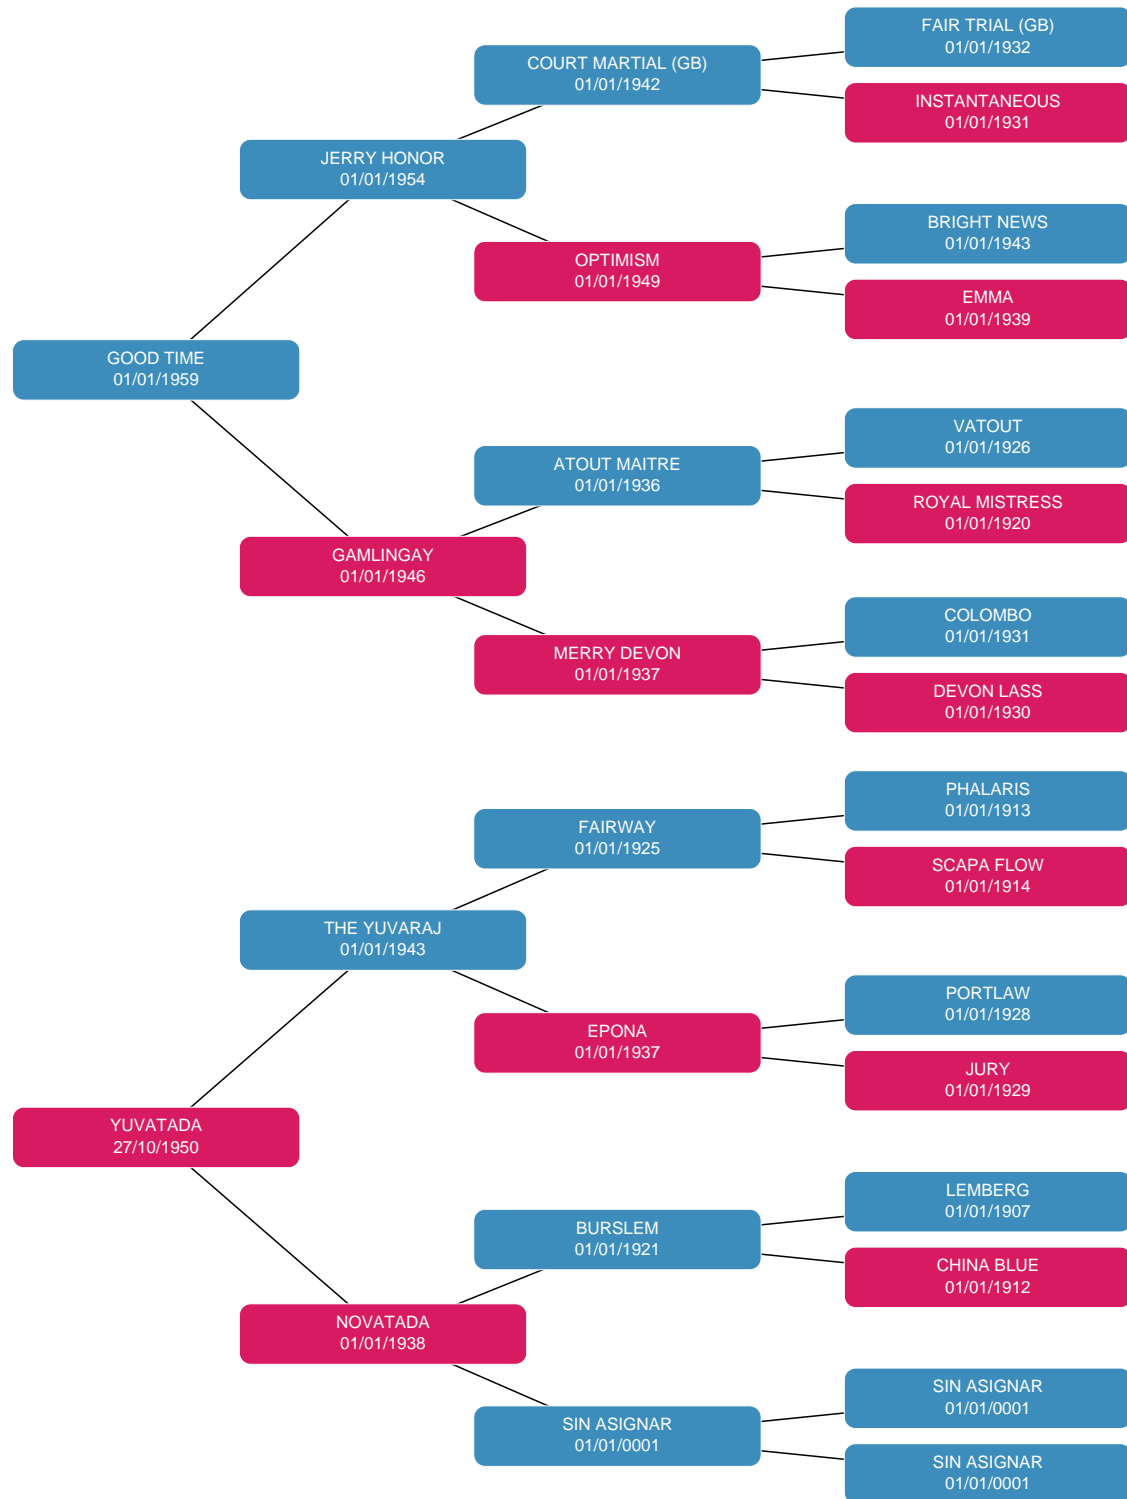 FAIR TRIAL (GB)
01/01/1932
COURT MARTIAL (GB)
01/01/1942
INSTANTANEOUS
01/01/1931
JERRY HONOR
01/01/1954
BRIGHT NEWS
01/01/1943
OPTIMISM
01/01/1949
EMMA
01/01/1939
GOOD TIME
01/01/1959
VATOUT
01/01/1926
ATOUT MAITRE
01/01/1936
ROYAL MISTRESS
01/01/1920
GAMLINGAY
01/01/1946
COLOMBO
01/01/1931
MERRY DEVON
01/01/1937
DEVON LASS
01/01/1930
PHALARIS
01/01/1913
FAIRWAY
01/01/1925
SCAPA FLOW
01/01/1914
THE YUVARAJ
01/01/1943
PORTLAW
01/01/1928
EPONA
01/01/1937
JURY
01/01/1929
YUVATADA
27/10/1950
LEMBERG
01/01/1907
BURSLEM
01/01/1921
CHINA BLUE
01/01/1912
NOVATADA
01/01/1938
SIN ASIGNAR
01/01/0001
SIN ASIGNAR
01/01/0001
SIN ASIGNAR
01/01/0001